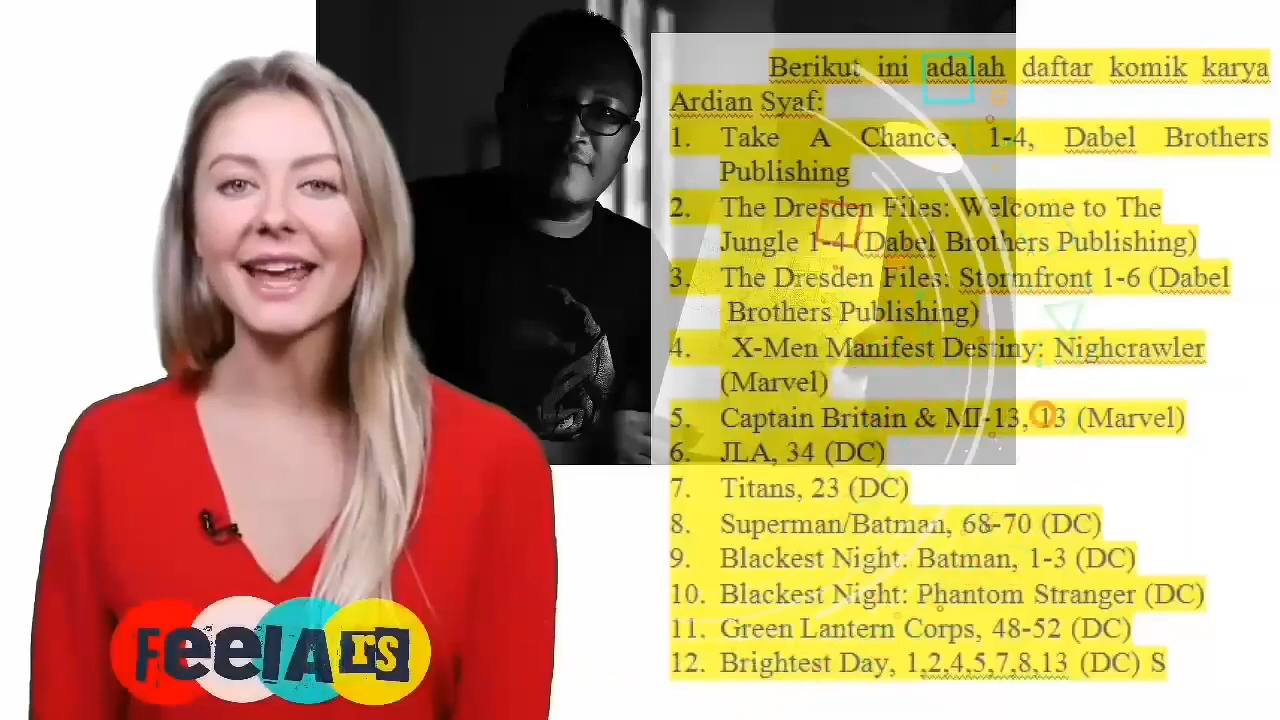 Berikut ini adalah daftar komik karya
Ardian Syaf:
1. Take A Chance, 1-4, Dabel Brothers
Publishing
2. The Dresden Files: Welcome to The
Jungle 1-4 (Dabel Brothers Publishing)
3. The Dresden Files: Stormfront 1-6 (Dabel
Brothers Publishing)
4. X-Men Manifest Destiny: Nighcrawler
(Marvel)
5. Captain Britain & MI-13, 13 (Marvel)
6. JLA, 34 (DC)
7. Titans, 23 (DC)
8. Superman/Batman, 68-70 (DC)
9. Blackest Night: Batman, 1-3 (DC)
10. Blackest Night: Phantom Stranger (DC)
11. Green Lantern Corps, 48-52 (DC)
12. Brightest Day, 1,2,4,5,7,8,13 (DC) S
FeelArs